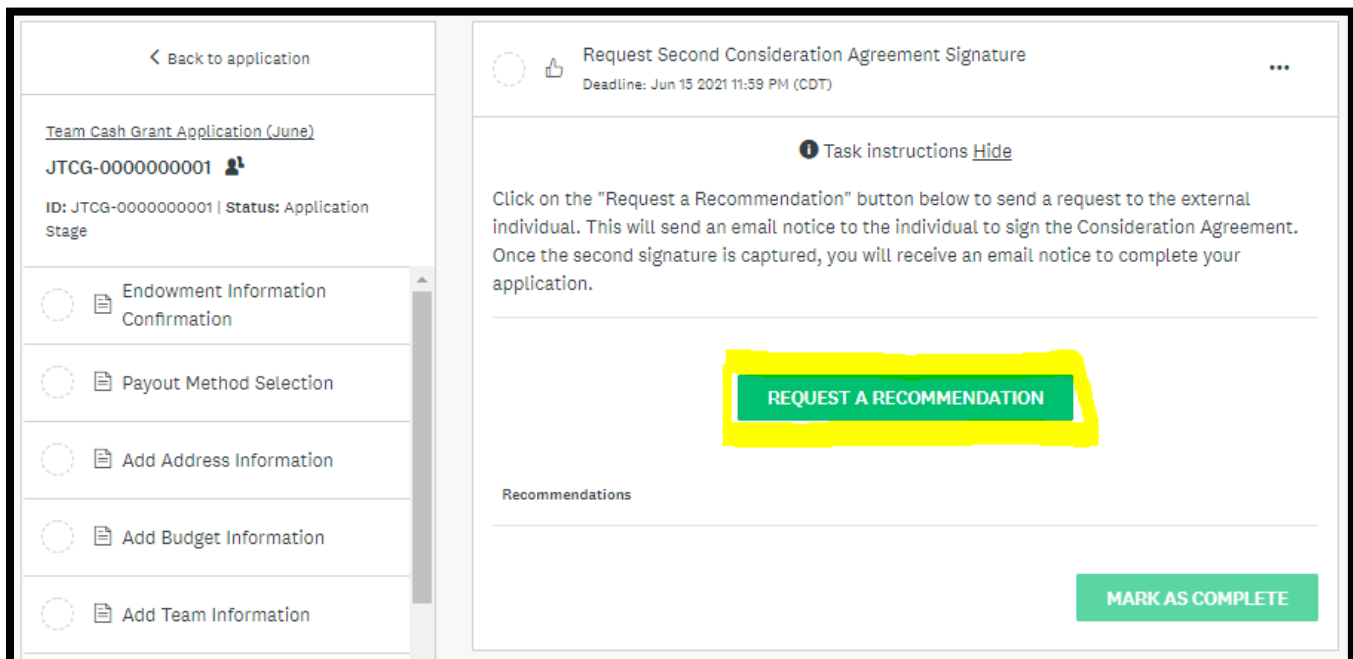 Back to application
Team Cash Grant Application (June)
JTCG-0000000001
ID: JTCG-0000000001 | Status: Application
Stage
Endowment Information
Confirmation
Payout Method Selection
Add Address Information
Add Budget Information
Add Team Information
Request Second Consideration Agreement Signature
Deadline: Jun 15 2021 11:59 PM (CDT)
Task instructions Hide
Click on the "Request a Recommendation" button below to send a request to the external
individual. This will send an email notice to the individual to sign the Consideration Agreement.
Once the second signature is captured, you will receive an email notice to complete your
application.
REQUEST A RECOMMENDATION
Recommendations
MARK AS COMPLETE